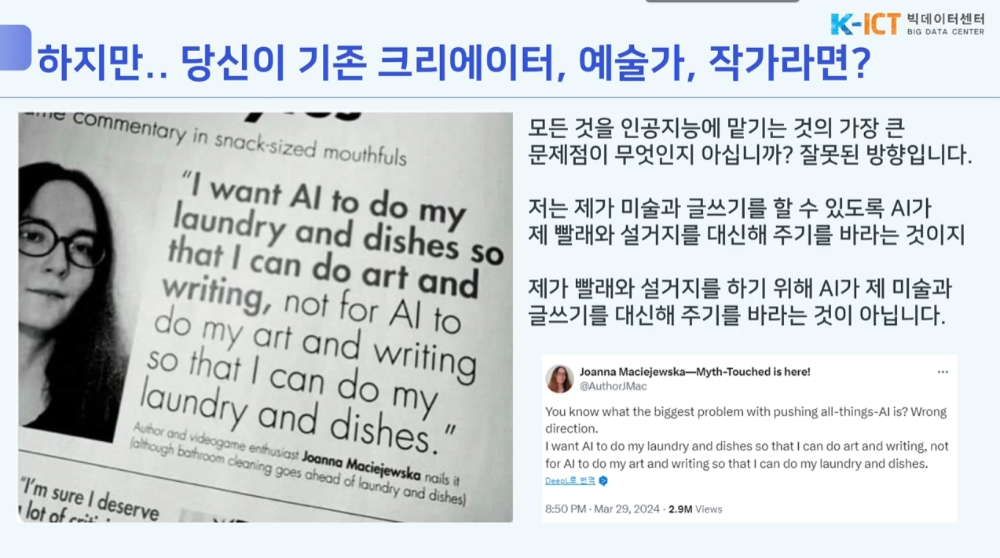 K-ICT 빅데이터센터
BIG DATA CENTER
하지만.. 당신이 기존 크리에이터, 예술가, 작가라면?
commentary in snack-sized mouthfuls
“I want AI to do my
laundry and dishes so
that I can do art and
writing, not for AI to
do my art and writing
so that I can do my
laundry and dishes.”
Author and videogame enthusiast Joanna Maciejewska nails it
(although bathroom cleaning goes ahead of laundry and dishes)
“I'm sure I deserve
lot of
모든 것을 인공지능에 맡기는 것의 가장 큰
문제점이 무엇인지 아십니까? 잘못된 방향입니다.
저는 제가 미술과 글쓰기를 할 수 있도록 AI가
제 빨래와 설거지를 대신해 주기를 바라는 것이지
제가 빨래와 설거지를 하기 위해 AI가 제 미술과
글쓰기를 대신해 주기를 바라는 것이 아닙니다.
Joanna Maciejewska—Myth-Touched is here!
@AuthorJMac
You know what the biggest problem with pushing all-things-AI is? Wrong
direction.
I want AI to do my laundry and dishes so that I can do art and writing, not
for AI to do my art and writing so that I can do my laundry and dishes.
DeepL로 번역
8:50 PM · Mar 29, 2024 · 2.9M Views